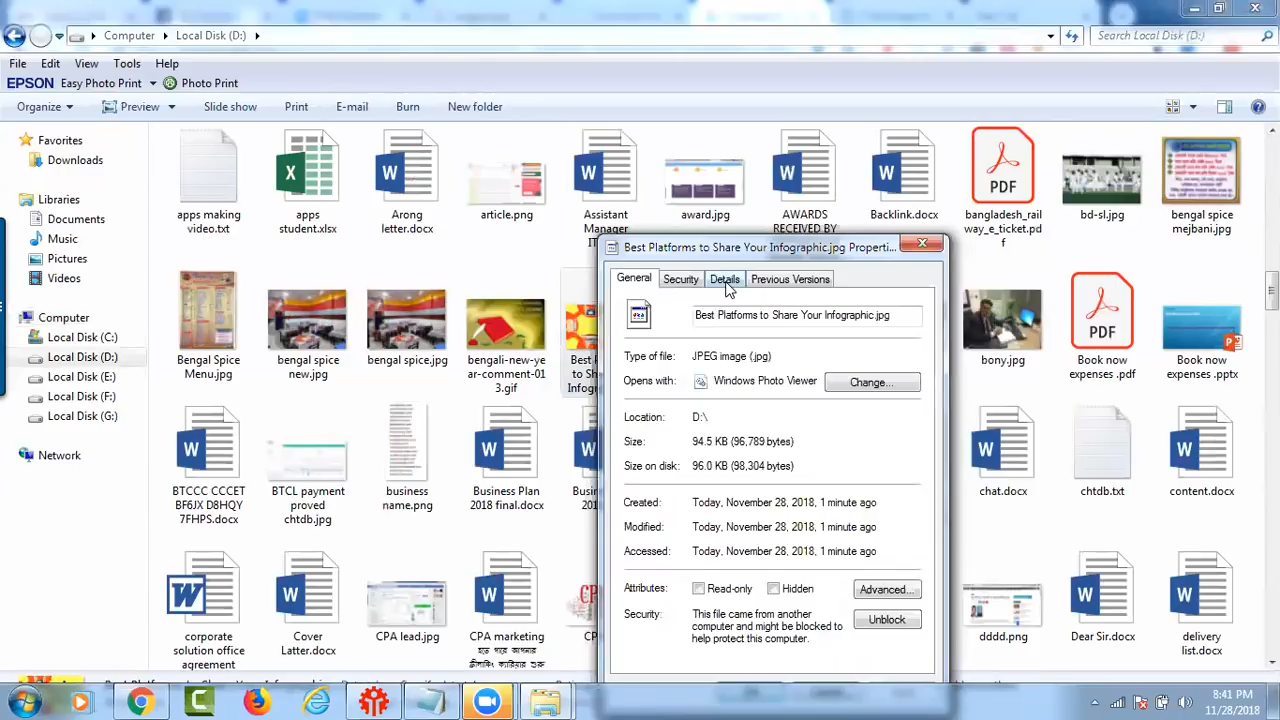 Computer
Local Disk (D:)
Search Local Disk (D:)
File Edit View Tools Help
EPSON Easy Photo Print Photo Print
Organize Preview Slide show Print E-mail Burn New folder
Favorites
Downloads
Libraries
Documents
Music
Pictures
Videos
Computer
Local Disk (C:)
Local Disk (D:)
Local Disk (E:)
Local Disk (F:)
Local Disk (G:)
Network
apps making
video.txt
apps
student.xlsx
Arong
letter.docx
article.png
Assistant
Manager
award.jpg
AWARDS
RECEIVED BY
Backlink.docx
PDF
bangladesh_rail
way_e_ticket.pd
f
bd-sl.jpg
bengal spice
mejbani.jpg
Bengal Spice
Menu.jpg
bengal spice
new.jpg
bengal spice.jpg
bengali-new-ye
ar-comment-01
3.gif
Best P
to Sh
Infog
bony.jpg
PDF
Book now
expenses .pdf
Book now
expenses .pptx
BTCCC CCCET
BF6JX D8HQY
7FHPS.docx
BTCL payment
proved
chtdb.jpg
business
name.png
Business Plan
2018 final.docx
chat.docx
chtdb.txt
content.docx
corporate
solution office
agreement
Cover
Latter.docx
CPA lead.jpg
CPA marketing
dddd.png
Dear Sir.docx
delivery
list.docx
Best Platforms to Share Your Infographic.jpg Properti...
General Security Details Previous Versions
Best Platforms to Share Your Infographic.jpg
Type of file: JPEG image (.jpg)
Opens with: Windows Photo Viewer Change...
Location: D:\
Size: 94.5 KB (96,789 bytes)
Size on disk: 96.0 KB (98,304 bytes)
Created: Today, November 28, 2018, 1 minute ago
Modified: Today, November 28, 2018, 1 minute ago
Accessed: Today, November 28, 2018, 1 minute ago
Attributes: Read-only Hidden Advanced...
Security: This file came from another
computer and might be blocked to
help protect this computer.
Unblock
8:41 PM
11/28/2018